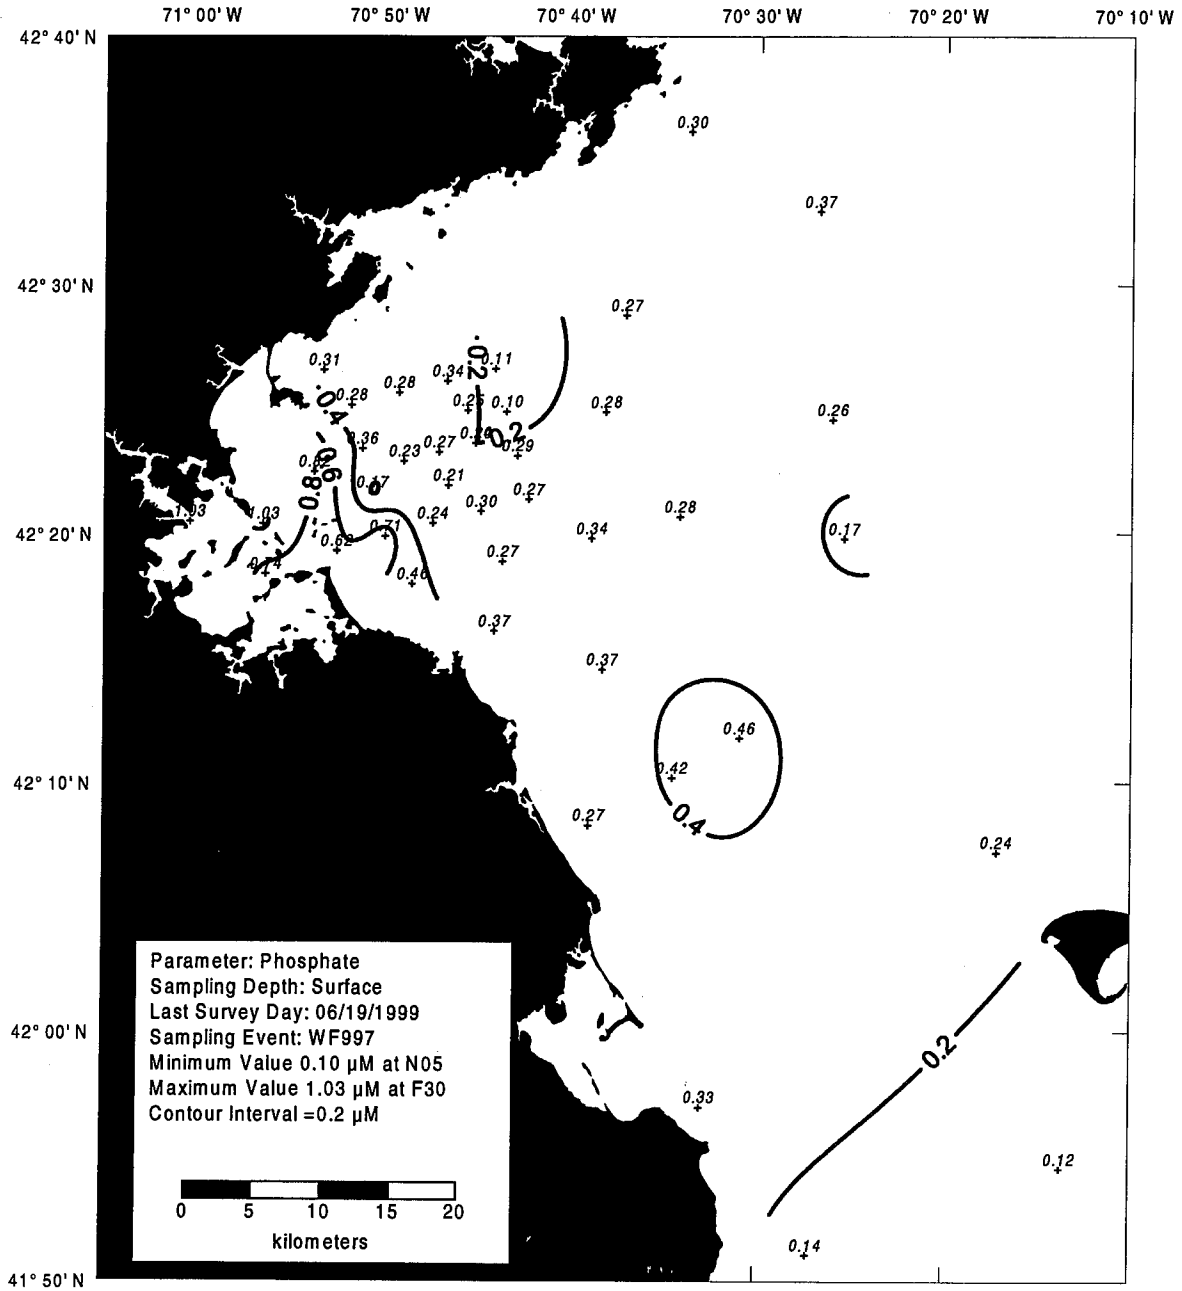 71° 00' W 70° 50' W 70° 40' W 70° 30' W 70° 20' W 70° 10' W
42° 40' N
0.30
0.37
42° 30' N
0.27
0.31
0.11
0.34
0.2
0.28
0.28
0.10
0.28
0.26
0.4
0.2
0.36
0.27
0.29
0.23
0.6
0.21
0.17
0.27
0.8
0.30
0.28
1.03
1.03
0.24
0.71
0.34
0.17
42° 20' N
0.62
0.27
0.74
0.46
0.37
0.37
0.46
0.42
42° 10' N
0.4
0.27
0.24
Parameter: Phosphate
Sampling Depth: Surface
Last Survey Day: 06/19/1999
42° 00' N
Sampling Event: WF997
0.2
Minimum Value 0.10 µM at N05
Maximum Value 1.03 µM at F30
0.33
Contour Interval =0.2 µM
0.12
0 5 10 15 20
kilometers
0.14
41° 50' N